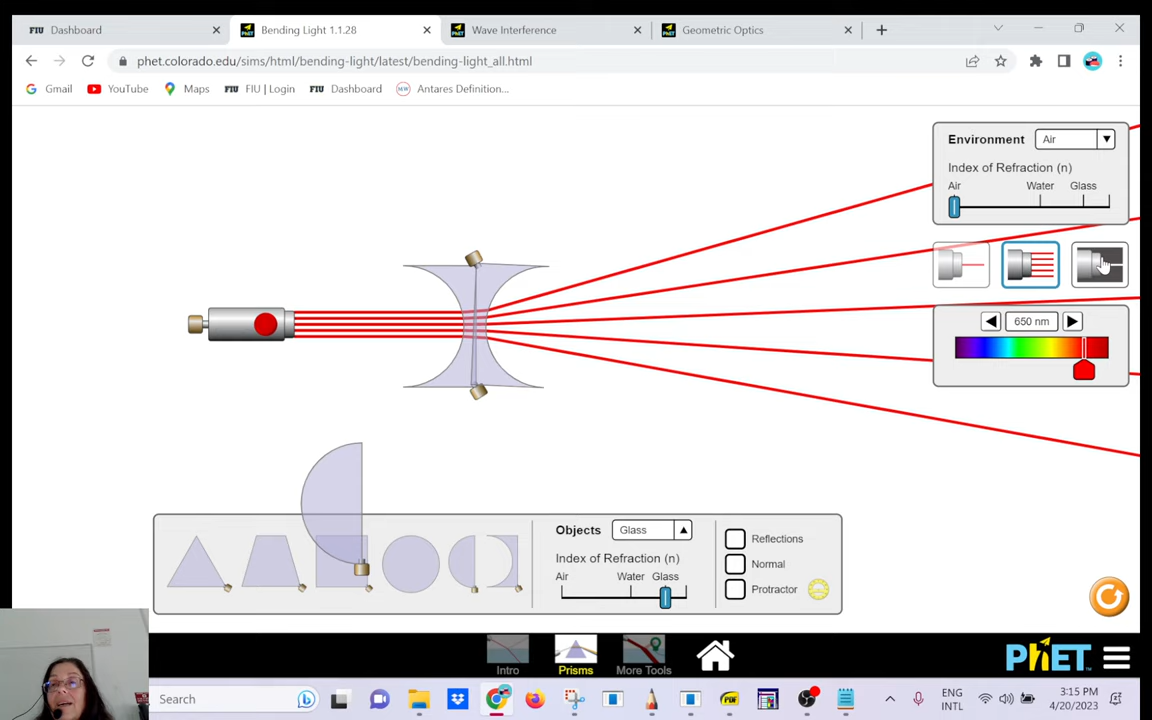 FIU Dashboard
Bending Light 1.1.28
Wave Interference
Geometric Optics
phet.colorado.edu/sims/html/bending-light/latest/bending-light_all.html
Gmail
YouTube
Maps
FIU FIU | Login
FIU Dashboard
MW Antares Definition...
Environment Air
Index of Refraction (n)
Air Water Glass
650 nm
Objects Glass
Index of Refraction (n)
Air Water Glass
Reflections
Normal
Protractor
Intro
Prisms
More Tools
PhET
Search
ENG
INTL
3:15 PM
4/20/2023